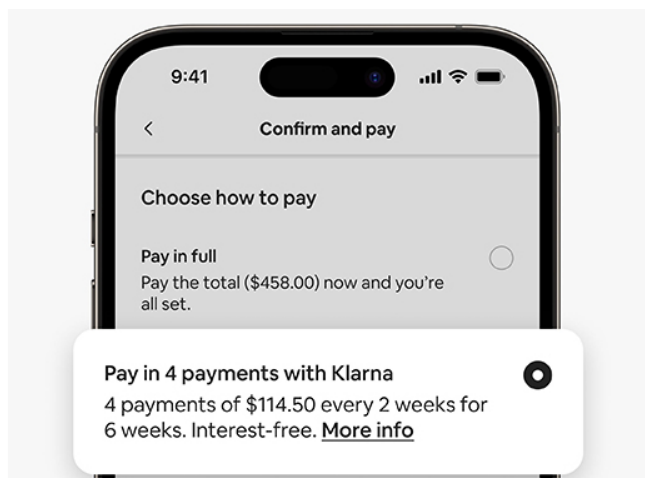 9:41
Confirm and pay
Choose how to pay
Pay in full
Pay the total ($458.00) now and you're
all set.
Pay in 4 payments with Klarna
4 payments of $114.50 every 2 weeks for
6 weeks. Interest-free. More info